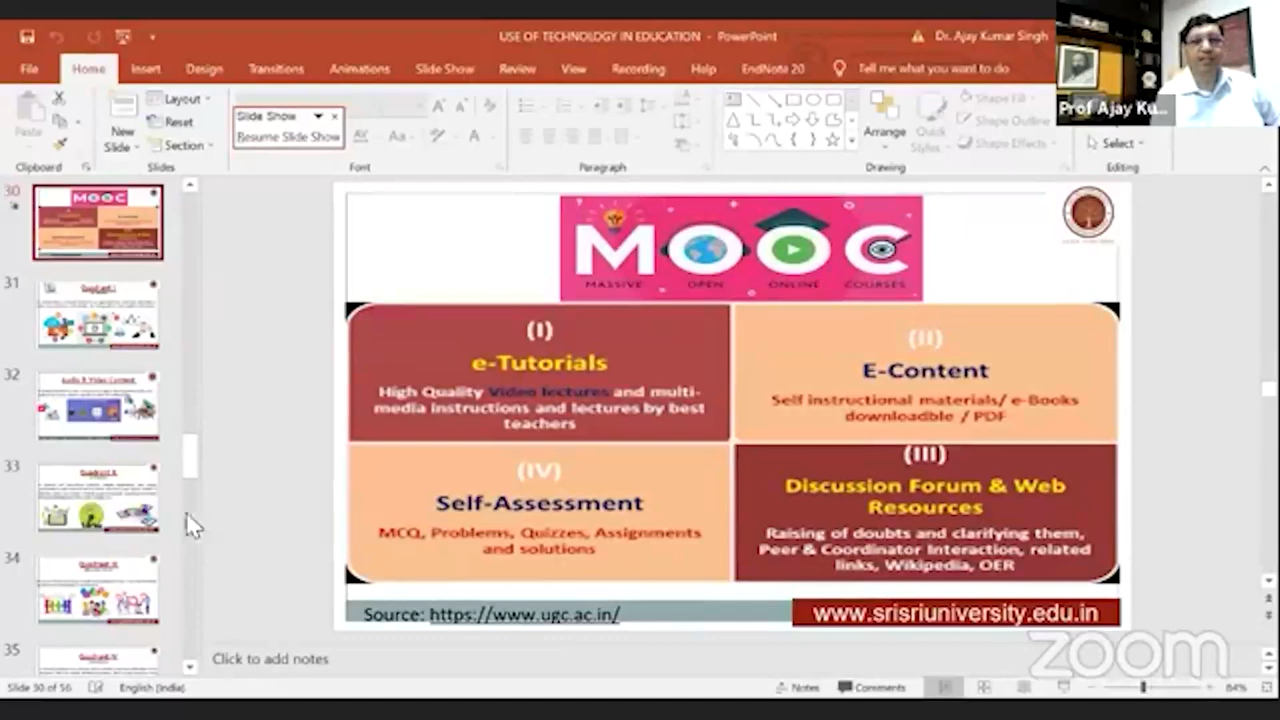 USE OF TECHNOLOGY IN EDUCATION - PowerPoint
Dr. Ajay Kumar Singh
File Home Insert Design Transitions Animations Slide Show Review View Recording Help EndNote 20 Tell me what you want to do
Prof Ajay Ku...
Paste
New
Slide
Layout
Reset
Section
Slide Show
Resume Slide Show
Aa
Arrange
Quick
Styles
Shape Fill
Shape Outline
Shape Effects
Select
Clipboard Slides Font Paragraph Drawing Editing
30
31
32
33
34
35
MOOC
MASSIVE OPEN ONLINE COURSES
(I)
e-Tutorials
High Quality Video lectures and multi-
media instructions and lectures by best
teachers
(II)
E-Content
Self instructional materials/ e-Books
downloadble / PDF
(IV)
Self-Assessment
MCQ, Problems, Quizzes, Assignments
and solutions
(III)
Discussion Forum & Web
Resources
Raising of doubts and clarifying them,
Peer & Coordinator Interaction, related
links, Wikipedia, OER
Source: https://www.ugc.ac.in/
www.srisriuniversity.edu.in
Click to add notes
zoom
Slide 30 of 56 English (India) Notes Comments 84%